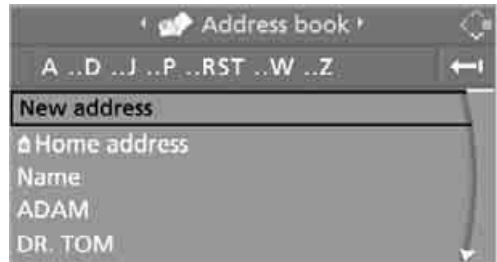 Address book
A ..D ..J ..P ..RST ..W ..Z
New address
Home address
Name
ADAM
DR. TOM